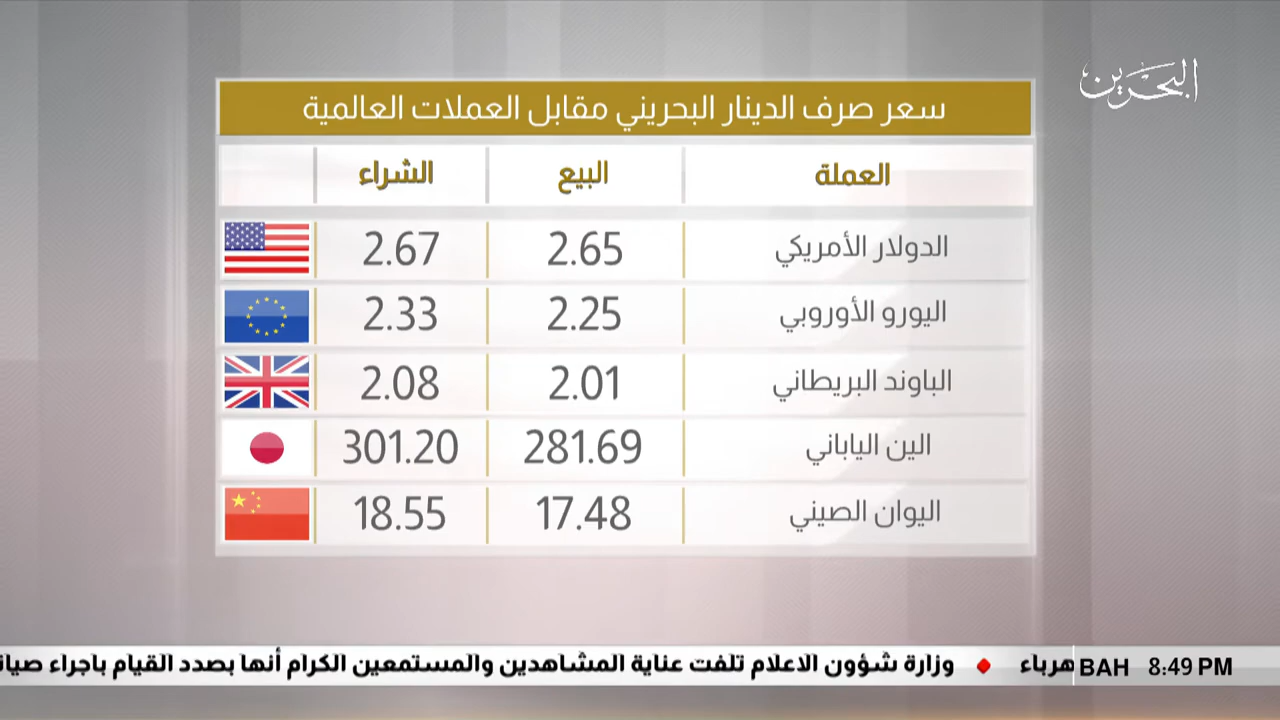 البحرين
سعر صرف الدينار البحريني مقابل العملات العالمية
العملة البيع الشراء
الدولار الأمريكي 2.65 2.67
اليورو الأوروبي 2.25 2.33
الباوند البريطاني 2.01 2.08
الين الياباني 281.69 301.20
اليوان الصيني 17.48 18.55
BAH 8:49 PM
هرباء • وزارة شؤون الاعلام تلفت عناية المشاهدين والمستمعين الكرام أنها بصدد القيام باجراء صيان